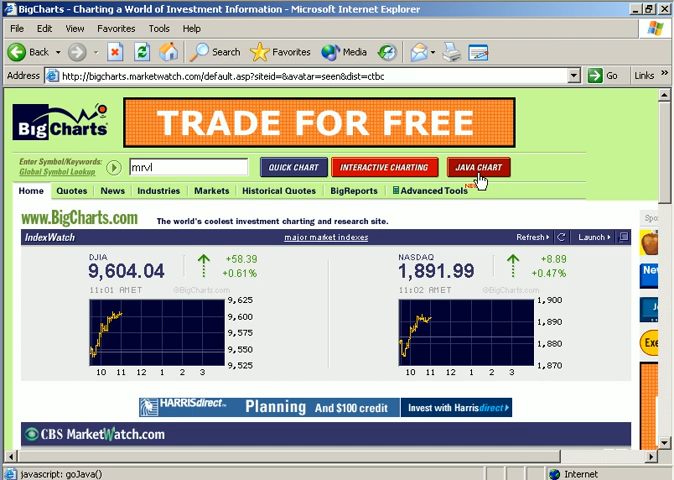 BigCharts - Charting a World of Investment Information - Microsoft Internet Explorer
File Edit View Favorites Tools Help
Back Search Favorites Media
Address http://bigcharts.marketwatch.com/default.asp?siteid=&avatar=seen&dist=ctbc Go Links »
BigCharts TRADE FOR FREE
Enter Symbol/Keywords:
Global Symbol Lookup mrvl QUICK CHART INTERACTIVE CHARTING JAVA CHART
Home Quotes News Industries Markets Historical Quotes BigReports Advanced Tools
www.BigCharts.com The world's coolest investment charting and research site.
IndexWatch major market indexes Refresh Launch
DJIA +58.39 NASDAQ +8.89
9,604.04 +0.61% 1,891.99 +0.47%
11:01 AMET @BigCharts.com 11:02 AMET @BigCharts.com
9,625 1,900
9,600 1,890
9,575
9,550 1,880
9,525 1,870
10 11 12 1 2 3 10 11 12 1 2 3
HARRISdirect Planning And $100 credit Invest with Harrisdirect
CBS MarketWatch.com
javascript: goJava() Internet